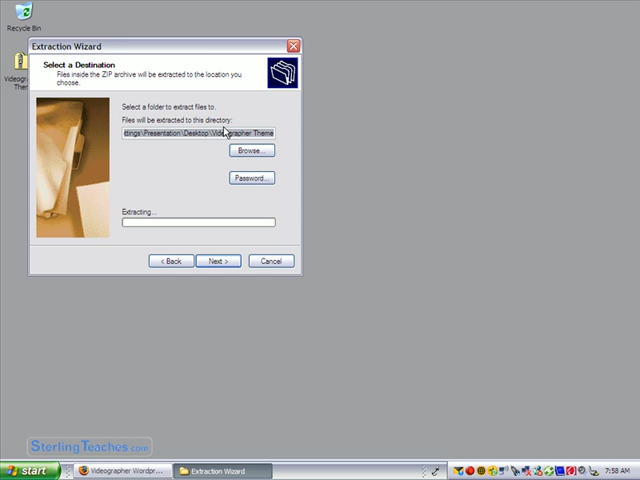 Recycle Bin
Extraction Wizard
Select a Destination
Files inside the ZIP archive will be extracted to the location you
choose.
Videogra
Them
Select a folder to extract files to.
Files will be extracted to this directory:
ttings\Presentation\Desktop\Videographer Theme
Browse...
Password...
Extracting...
< Back
Next >
Cancel
SterlingTeaches.com
start
Videographer Wordpr...
Extraction Wizard
7:58 AM